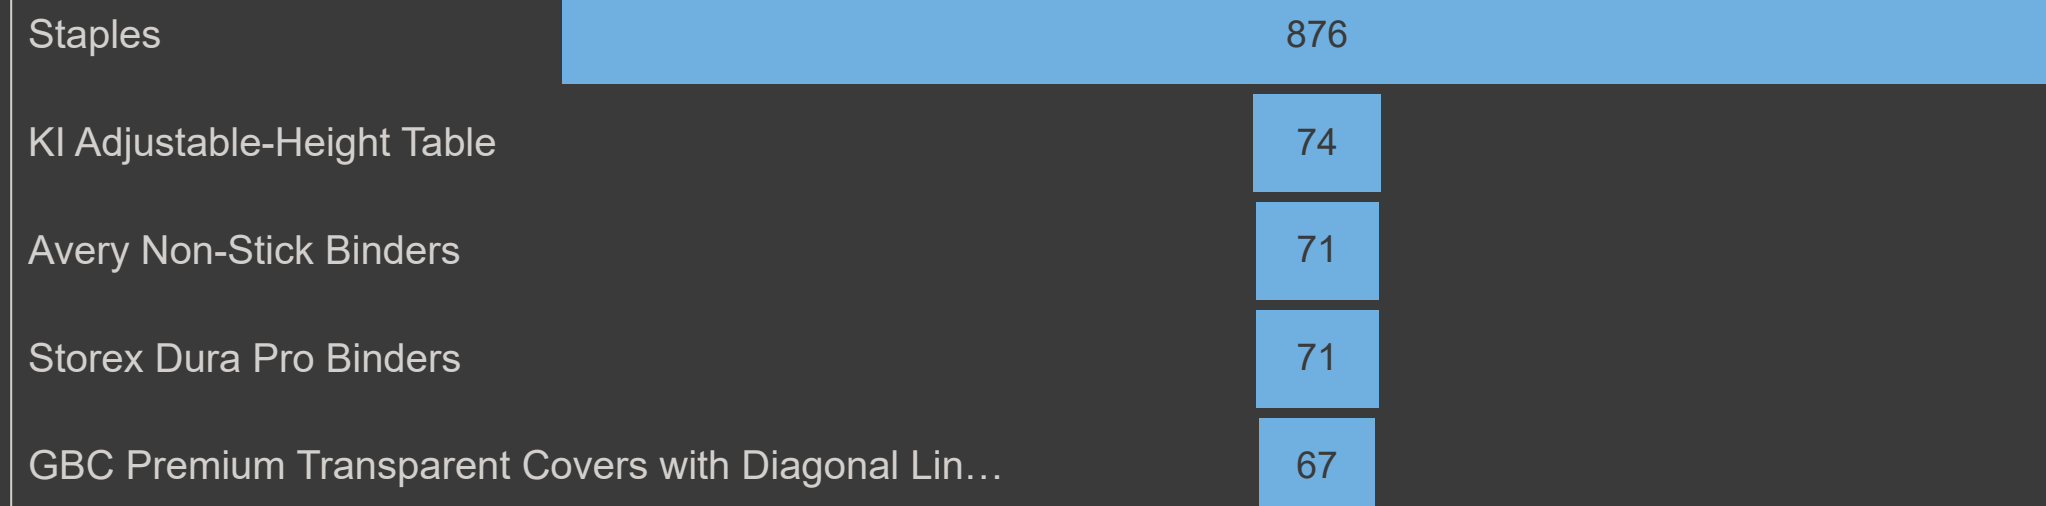 Staples 876
KI Adjustable-Height Table 74
Avery Non-Stick Binders 71
Storex Dura Pro Binders 71
GBC Premium Transparent Covers with Diagonal Lin… 67